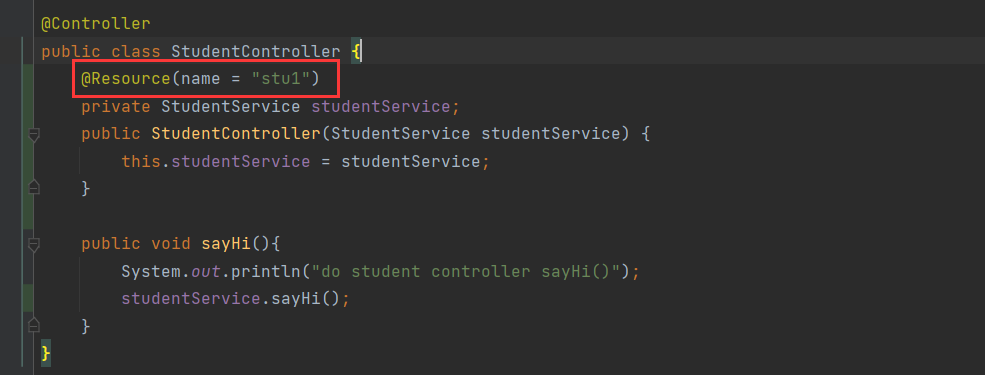 @Controller
public class StudentController {
@Resource(name = "stu1")
private StudentService studentService;
public StudentController(StudentService studentService) {
this.studentService = studentService;
}
public void sayHi(){
System.out.println("do student controller sayHi()");
studentService.sayHi();
}
}